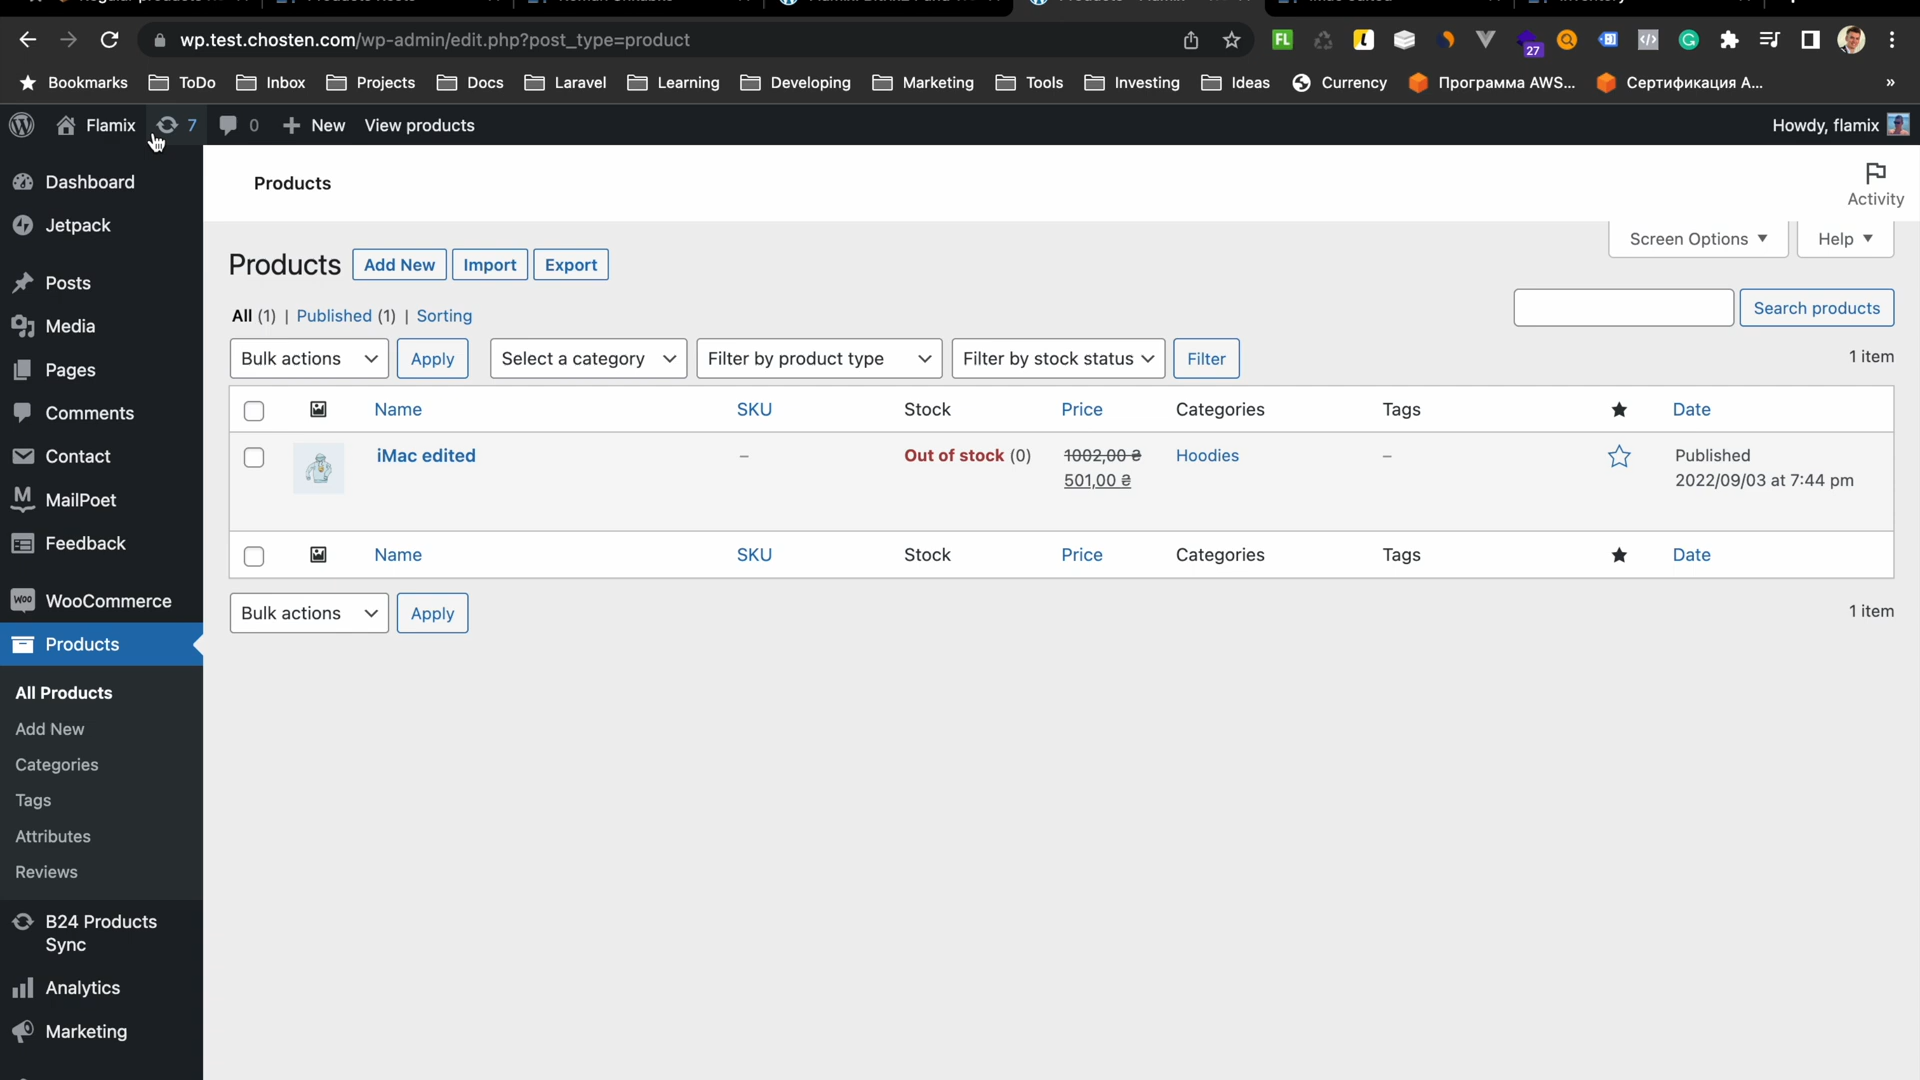 wp.test.chosten.com/wp-admin/edit.php?post_type=product
FL
27
Bookmarks ToDo Inbox Projects Docs Laravel Learning Developing Marketing Tools Investing Ideas Currency Программа AWS... Сертификация A... »
Flamix 7 0 New View products Howdy, flamix
Dashboard
Jetpack
Posts
Media
Pages
Comments
Contact
MailPoet
Feedback
WooCommerce
Products
All Products
Add New
Categories
Tags
Attributes
Reviews
B24 Products
Sync
Analytics
Marketing
Products
Activity
Screen Options Help
Products Add New Import Export
All (1) | Published (1) | Sorting
Search products
Bulk actions Apply Select a category Filter by product type Filter by stock status Filter 1 item
Name SKU Stock Price Categories Tags Date
iMac edited – Out of stock (0) 1002,00 ₴ Hoodies – Published
501,00 ₴ 2022/09/03 at 7:44 pm
Name SKU Stock Price Categories Tags Date
Bulk actions Apply 1 item